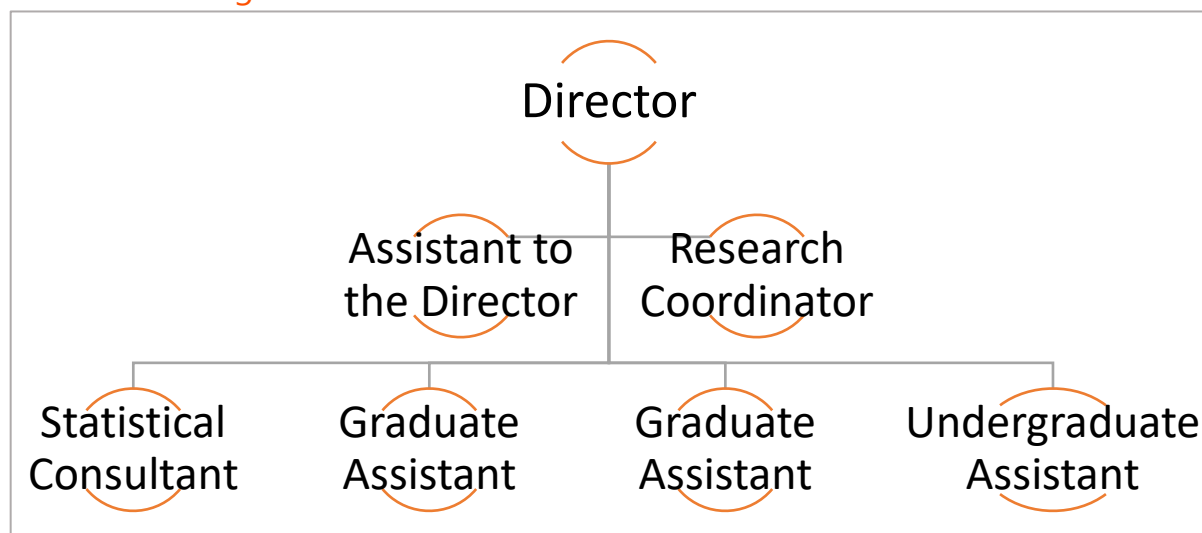 Director
Assistant to
the Director
Research
Coordinator
Statistical
Consultant
Graduate
Assistant
Graduate
Assistant
Undergraduate
Assistant